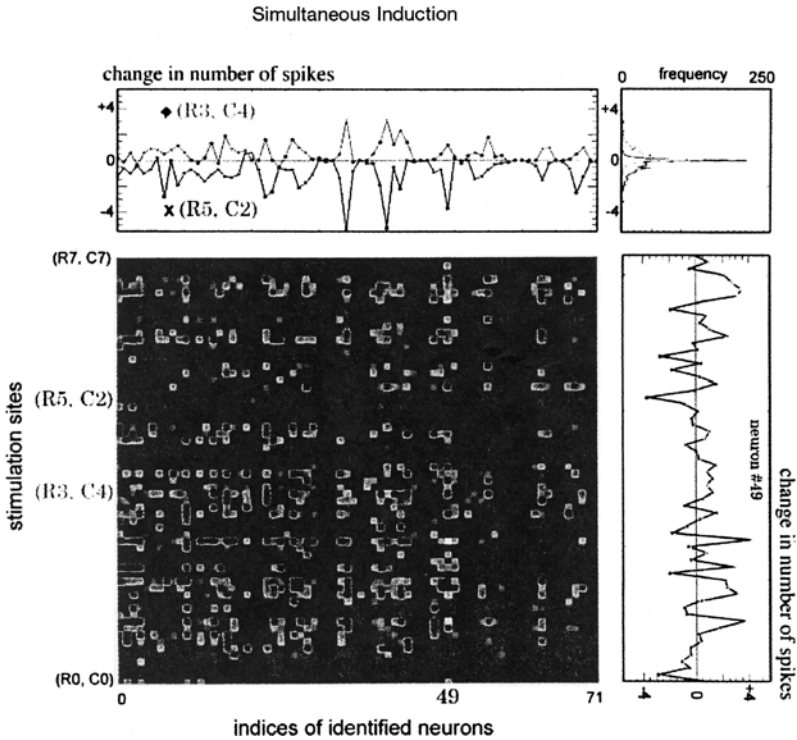 Simultaneous Induction
change in number of spikes
0 frequency 250
+4
◆ (R3, C4)
0
x (R5, C2)
-4
+4
0
-4
(R7, C7)
(R5, C2)
(R3, C4)
(R0, C0)
stimulation sites
0 49 71
indices of identified neurons
neuron #49
-4 0 +4
change in number of spikes